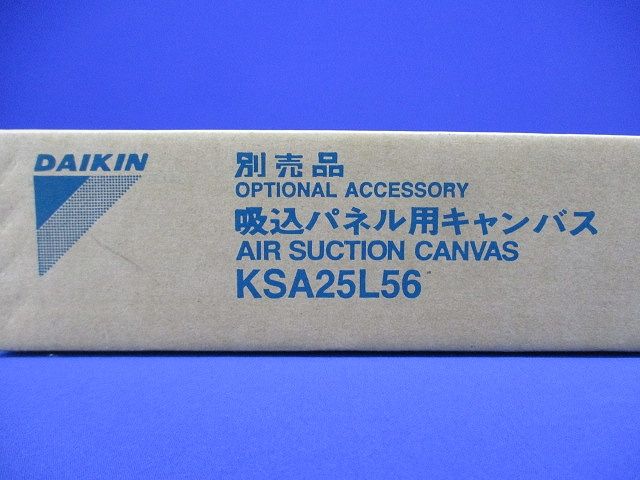 DAIKIN
別売品
OPTIONAL ACCESSORY
吸込パネル用キャンバス
AIR SUCTION CANVAS
KSA25L56